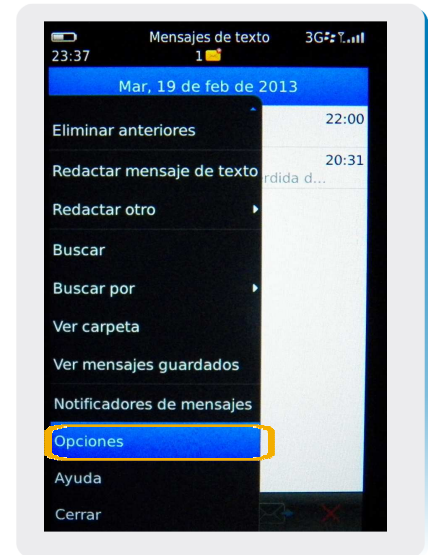 Mensajes de texto 3G
23:37 1
Mar, 19 de feb de 2013
22:00
Eliminar anteriores
20:31
Redactar mensaje de texto
rdida d...
Redactar otro
Buscar
Buscar por
Ver carpeta
Ver mensajes guardados
Notificadores de mensajes
Opciones
Ayuda
Cerrar